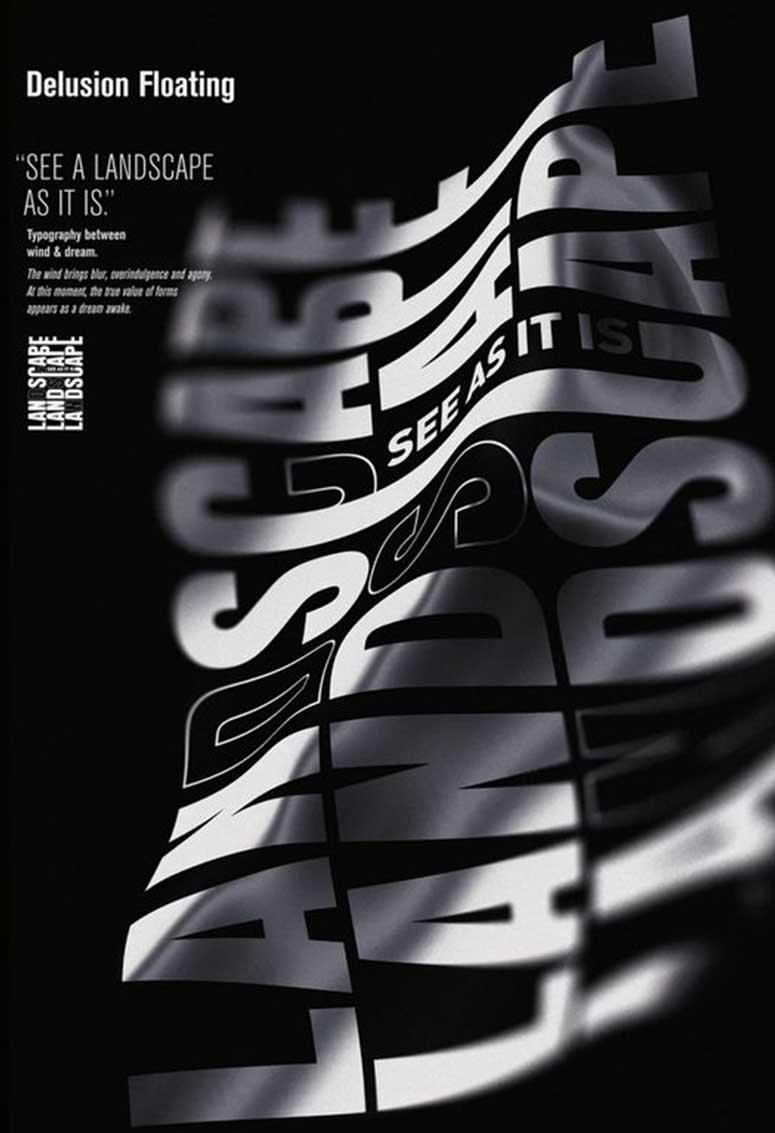 Delusion Floating
“SEE A LANDSCAPE
AS IT IS.”
Typography between
wind & dream.
The wind brings blur, overindulgence and agony.
At this moment, the true value of forms
appears as a dream awake.
LANDSCAPE
LANDSCAPE
LANDSCAPE
LANDSCAPE
LANDSCAPE
LANDSCAPE
SEE AS IT IS